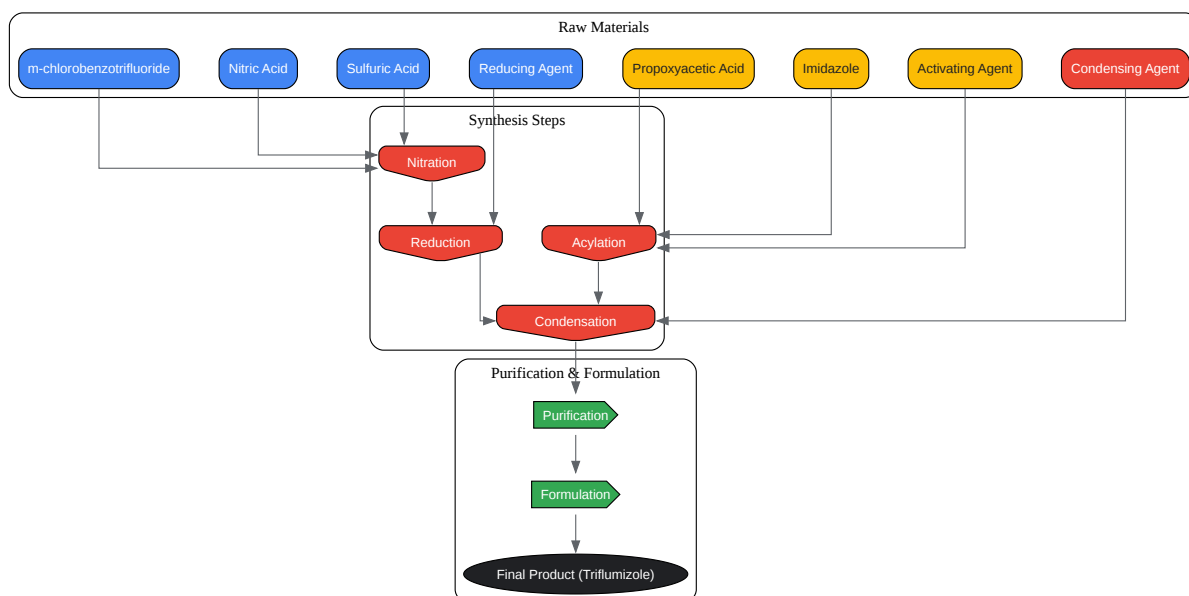 Raw Materials
m-chlorobenzotrifluoride
Nitric Acid
Sulfuric Acid
Reducing Agent
Propoxyacetic Acid
Imidazole
Activating Agent
Condensing Agent
Synthesis Steps
Nitration
Reduction
Acylation
Condensation
Purification & Formulation
Purification
Formulation
Final Product (Triflumizole)